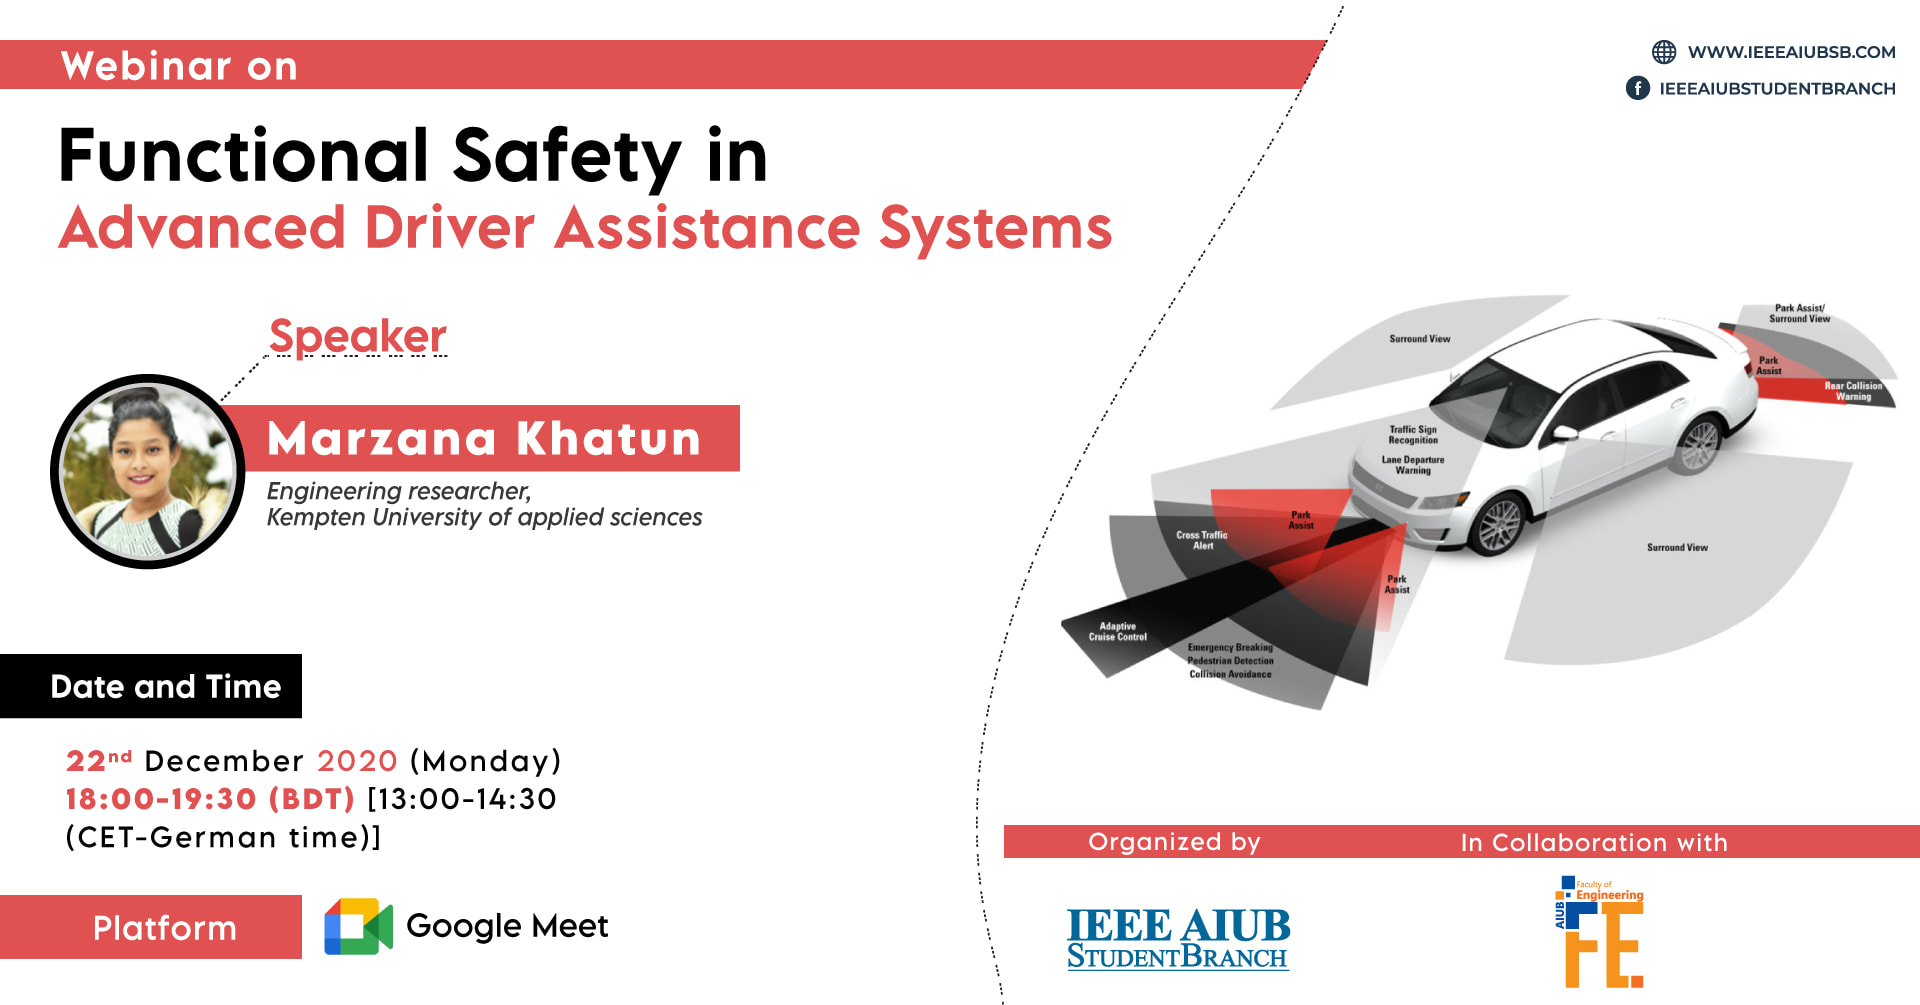 Webinar on
WWW.IEEEAIUBSB.COM
IEEEAIUBSTUDENTBRANCH
Functional Safety in
Advanced Driver Assistance Systems
Speaker
Marzana Khatun
Engineering researcher,
Kempten University of applied sciences
Surround View
Park Assist/
Surround View
Park
Assist
Rear Collision
Warning
Traffic Sign
Recognition
Lane Departure
Warning
Park
Assist
Cross Traffic
Alert
Surround View
Park
Assist
Adaptive
Cruise Control
Emergency Breaking
Pedestrian Detection
Collision Avoidance
Date and Time
22nd December 2020 (Monday)
18:00-19:30 (BDT) [13:00-14:30
(CET-German time)]
Platform
Google Meet
Organized by
In Collaboration with
IEEE AIUB
STUDENTBRANCH
AIUB
Faculty of
Engineering
FE.